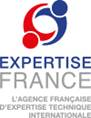 EXPERTISE
FRANCE
L'AGENCE FRANÇAISE
D'EXPERTISE TECHNIQUE
INTERNATIONALE